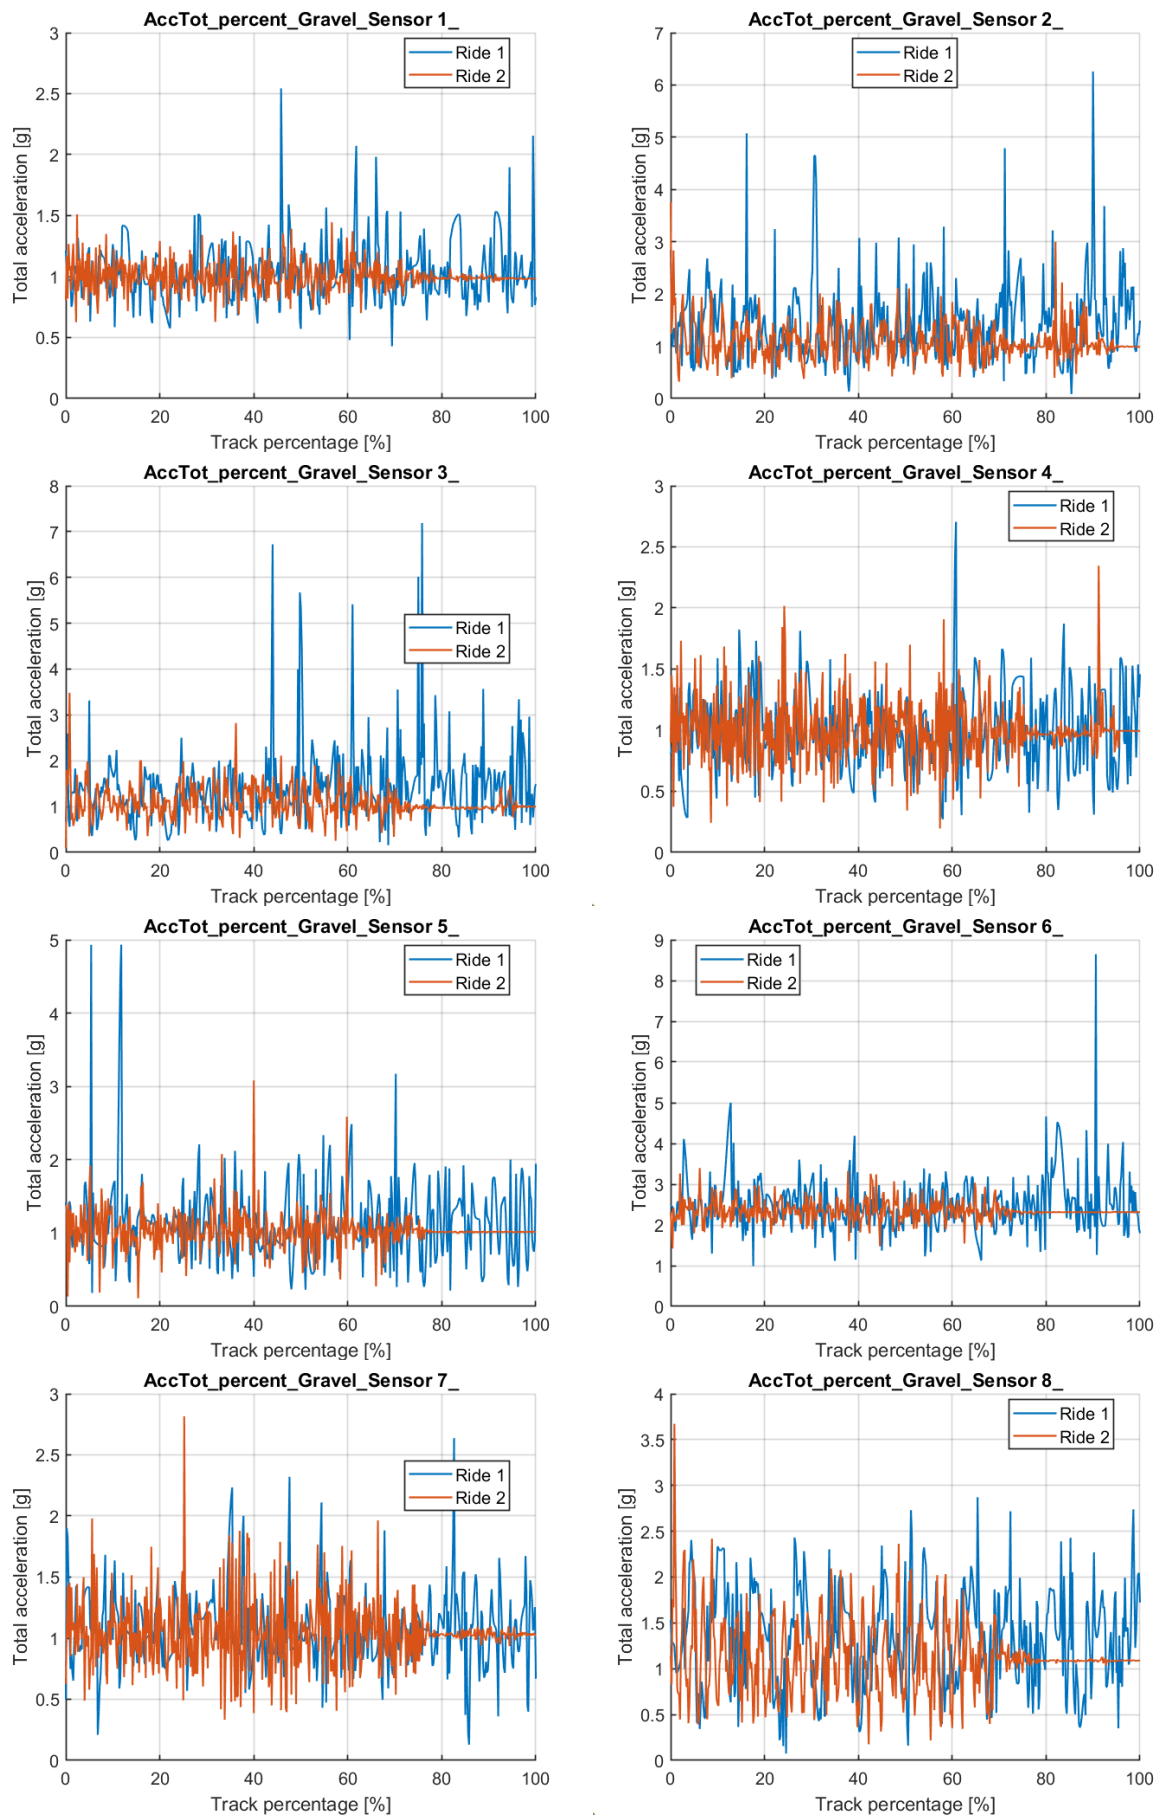 AccTot_percent_Gravel_Sensor 1_
3
2.5
2
1.5
1
0.5
0
Total acceleration [g]
Ride 1
Ride 2
0 20 40 60 80 100
Track percentage [%]
AccTot_percent_Gravel_Sensor 2_
7
6
5
4
3
2
1
0
Total acceleration [g]
Ride 1
Ride 2
0 20 40 60 80 100
Track percentage [%]
AccTot_percent_Gravel_Sensor 3_
8
7
6
5
4
3
2
1
0
Total acceleration [g]
Ride 1
Ride 2
0 20 40 60 80 100
Track percentage [%]
AccTot_percent_Gravel_Sensor 4_
3
2.5
2
1.5
1
0.5
0
Total acceleration [g]
Ride 1
Ride 2
0 20 40 60 80 100
Track percentage [%]
AccTot_percent_Gravel_Sensor 5_
5
4
3
2
1
0
Total acceleration [g]
Ride 1
Ride 2
0 20 40 60 80 100
Track percentage [%]
AccTot_percent_Gravel_Sensor 6_
9
8
7
6
5
4
3
2
1
0
Total acceleration [g]
Ride 1
Ride 2
0 20 40 60 80 100
Track percentage [%]
AccTot_percent_Gravel_Sensor 7_
3
2.5
2
1.5
1
0.5
0
Total acceleration [g]
Ride 1
Ride 2
0 20 40 60 80 100
Track percentage [%]
AccTot_percent_Gravel_Sensor 8_
4
3.5
3
2.5
2
1.5
1
0.5
0
Total acceleration [g]
Ride 1
Ride 2
0 20 40 60 80 100
Track percentage [%]